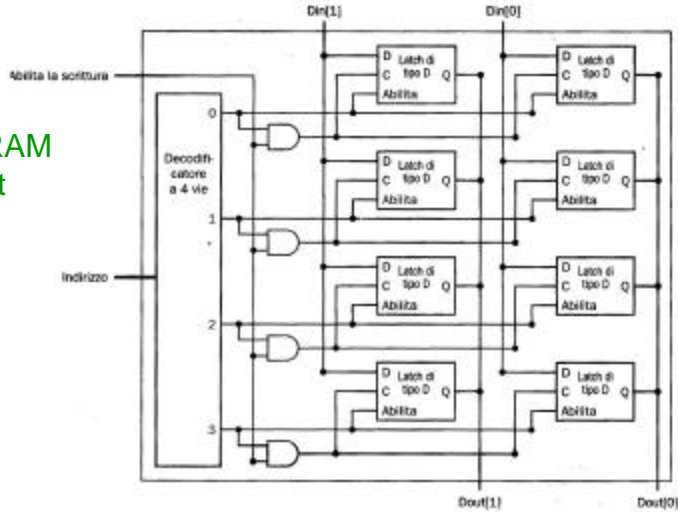 Din[1] Din[0]
Abilita la scrittura
RAM
Decodifi-
catore
a 4 vie
Indirizzo
0
1
2
3
D Latch di
C tipo D Q
Abilita
D Latch di
C tipo D Q
Abilita
D Latch di
C tipo D Q
Abilita
D Latch di
C tipo D Q
Abilita
D Latch di
C tipo D Q
Abilita
D Latch di
C tipo D Q
Abilita
D Latch di
C tipo D Q
Abilita
D Latch di
C tipo D Q
Abilita
Dout[1] Dout[0]